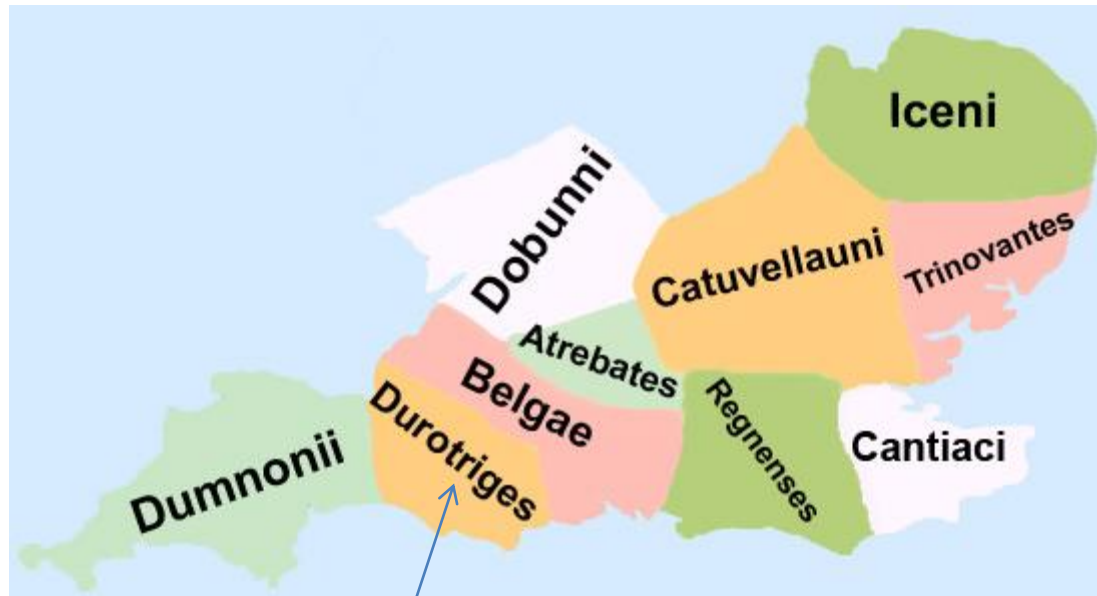 Iceni
Dobunni
Catuvellauni
Trinovantes
Atrebates
Belgae
Durotriges
Regnenses
Cantiaci
Dumnonii